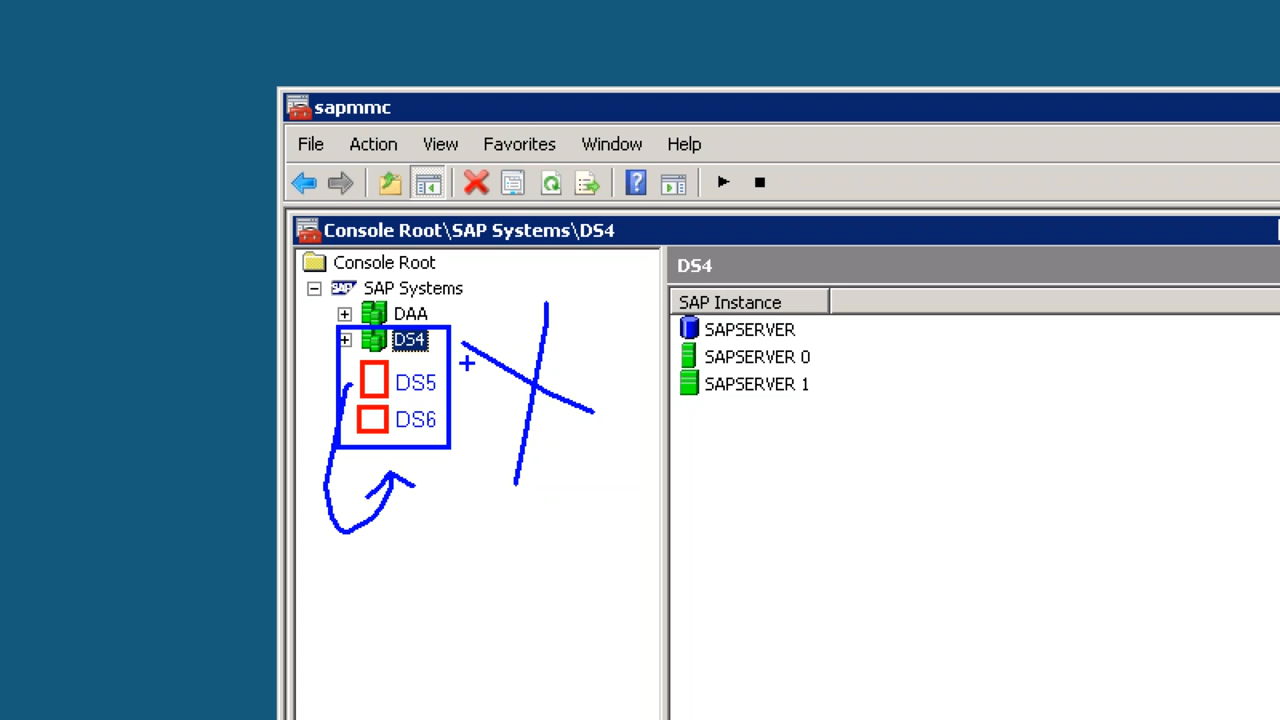 sapmmc
File Action View Favorites Window Help
Console Root\SAP Systems\DS4
Console Root
SAP Systems
DAA
DS4
DS5
DS6
DS4
SAP Instance
SAPSERVER
SAPSERVER 0
SAPSERVER 1